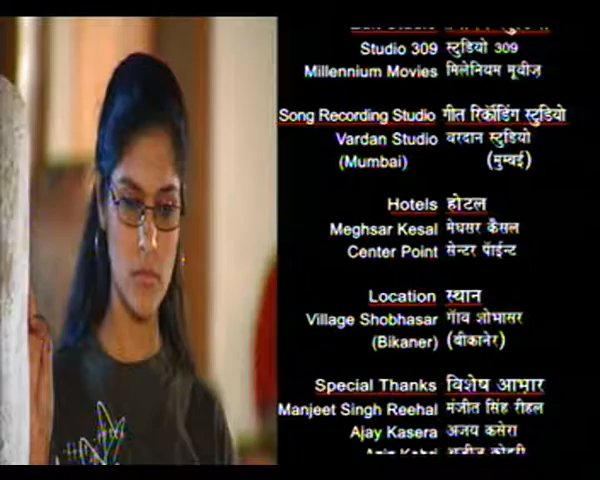 Studio 309 स्टुडियो 309
Millennium Movies मिलेनियम मूवीज़
Song Recording Studio गीत रिकॉर्डिंग स्टुडियो
Vardan Studio वरदान स्टुडियो
(Mumbai) (मुम्बई)
Hotels होटल
Meghsar Kesal मेघसर कैसल
Center Point सेन्टर पॅाईन्ट
Location स्थान
Village Shobhasar गॅाव शोभासर
(Bikaner) (बीकानेर)
Special Thanks विशेष आभार
Manjeet Singh Reehal मंजीत सिंह रीहल
Ajay Kasera अजय कसेरा